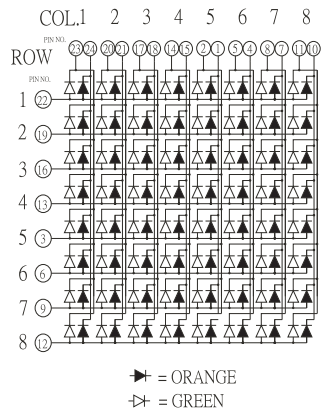 COL.1 2 3 4 5 6 7 8
PIN NO. 23 24 20 21 17 18 14 15 2 1 5 4 8 7 11 10
ROW
PIN NO.
1 22
2 19
3 16
4 13
5 3
6 6
7 9
8 12
= ORANGE
= GREEN